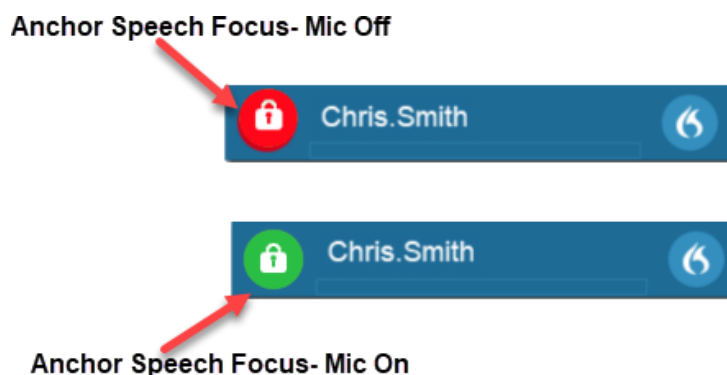 Anchor Speech Focus- Mic Off
Chris.Smith
Chris.Smith
Anchor Speech Focus- Mic On